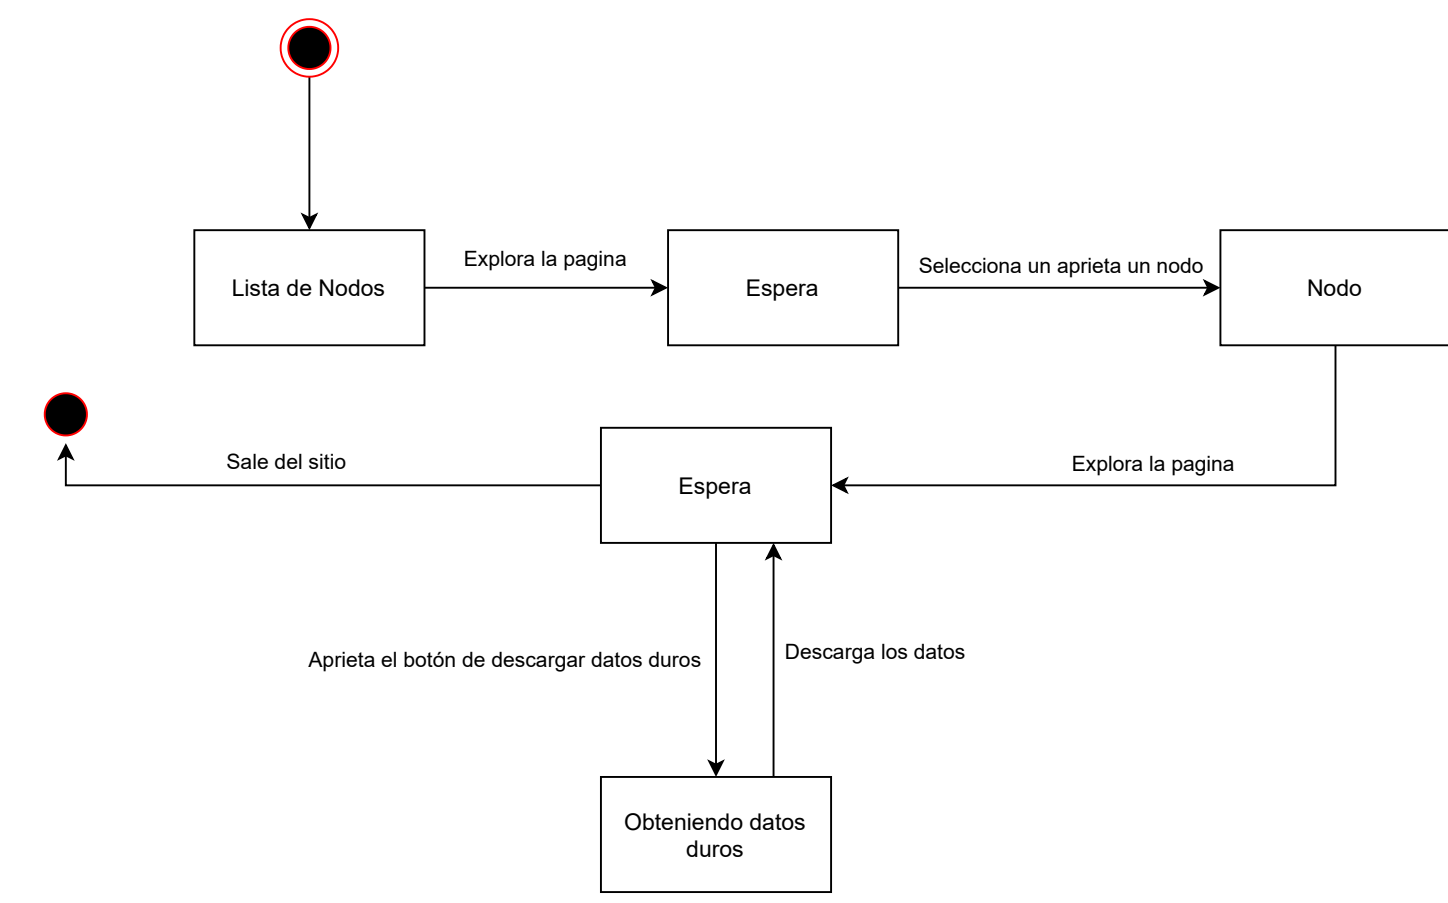 Lista de Nodos
Explora la pagina
Espera
Selecciona un aprieta un nodo
Nodo
Sale del sitio
Espera
Explora la pagina
Aprieta el botón de descargar datos duros
Descarga los datos
Obteniendo datos
duros